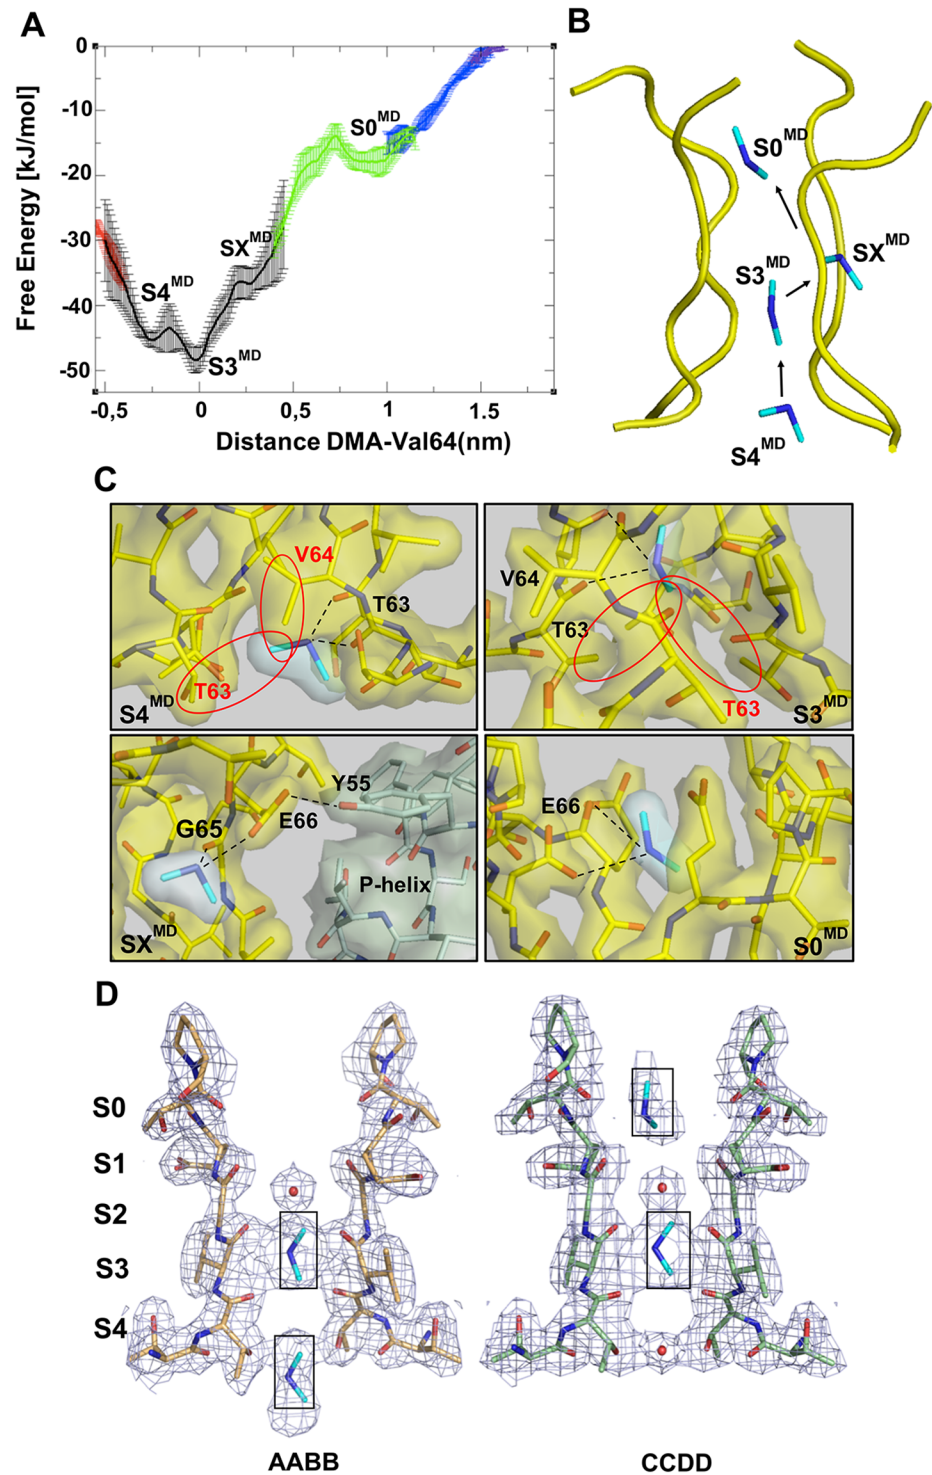 A
Free Energy [kJ/mol]
0
-10
-20
-30
-40
-50
S0MD
SXMD
S4MD
S3MD
-0,5
0
0,5
1
1.5
Distance DMA-Val64(nm)
B
S0MD
SXMD
S3MD
S4MD
C
V64
T63
T63
S4MD
V64
T63
T63
S3MD
Y55
G65
E66
P-helix
SXMD
E66
S0MD
D
S0
S1
S2
S3
S4
AABB
CCDD